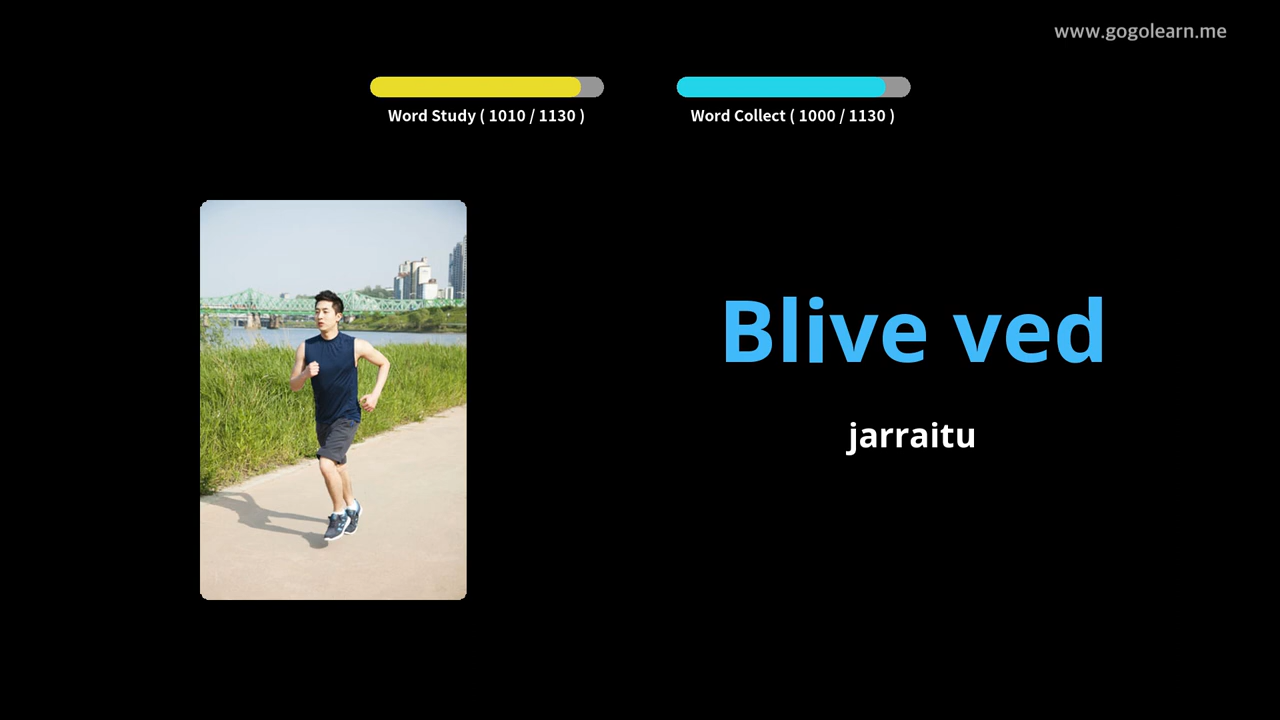 www.gogolearn.me
Word Study ( 1010 / 1130 )
Word Collect ( 1000 / 1130 )
Blive ved
jarraitu